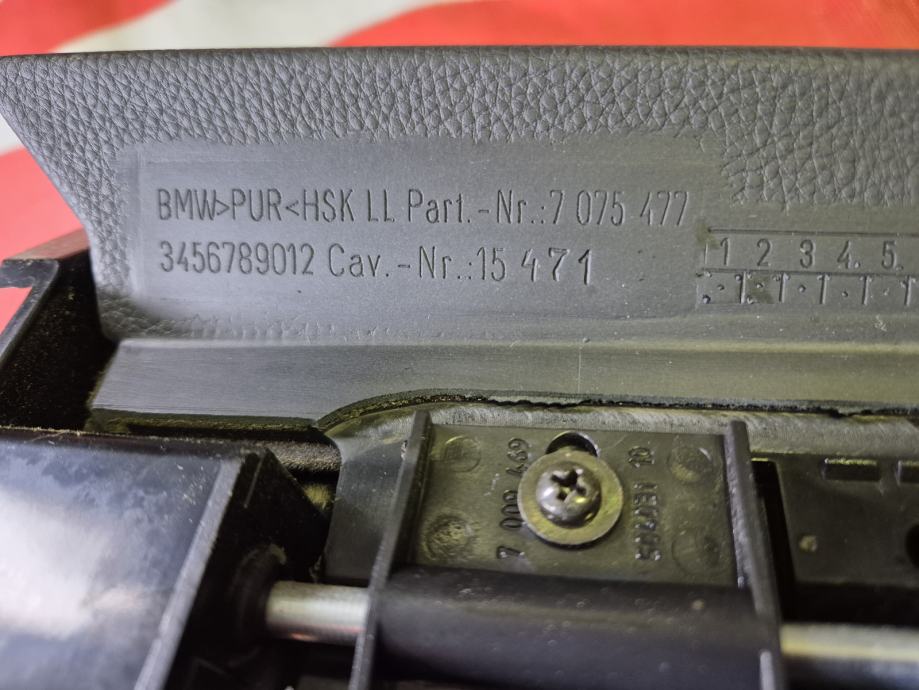 BMW>PUR<HSK LL Part.-Nr.:7 075 477
3456789012 Cav.-Nr.:15 471
1 2 3 4. 5.
7 009 469